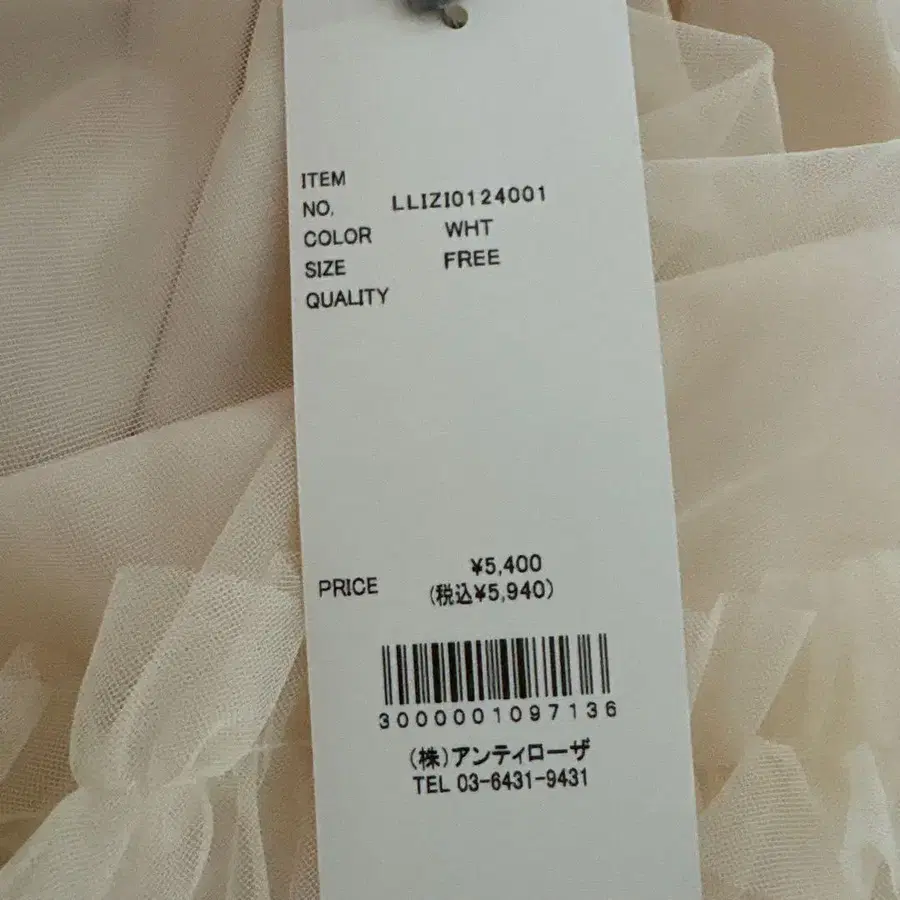 ITEM
NO. LLIZI0124001
COLOR WHT
SIZE FREE
QUALITY
PRICE ¥5,400
(税込¥5,940)
3000001097136
(株)アンティローザ
TEL 03-6431-9431